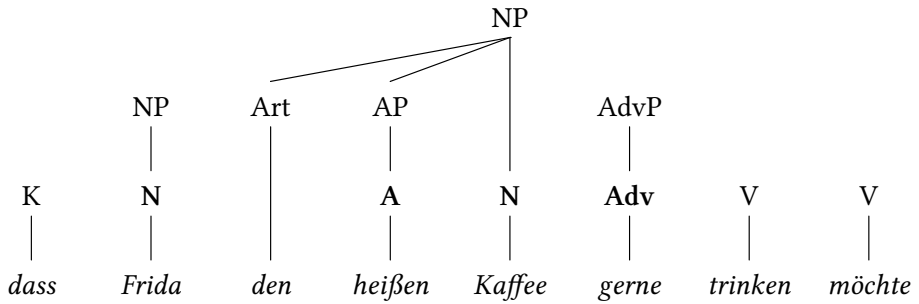 NP
NP Art AP AdvP
K N A N Adv V V
dass Frida den heißen Kaffee gerne trinken möchte